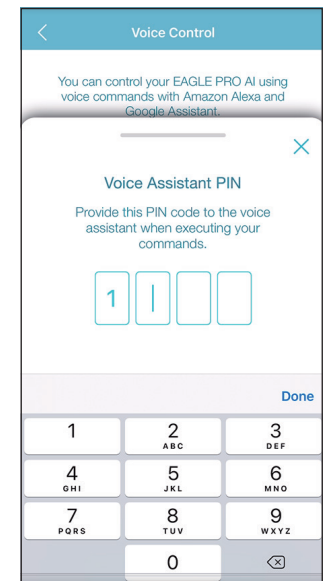 Voice Control
You can control your EAGLE PRO AI using
voice commands with Amazon Alexa and
Google Assistant.
Voice Assistant PIN
Provide this PIN code to the voice
assistant when executing your
commands.
1
Done
1 2 3
ABC DEF
4 5 6
GHI JKL MNO
7 8 9
PQRS TUV WXYZ
0